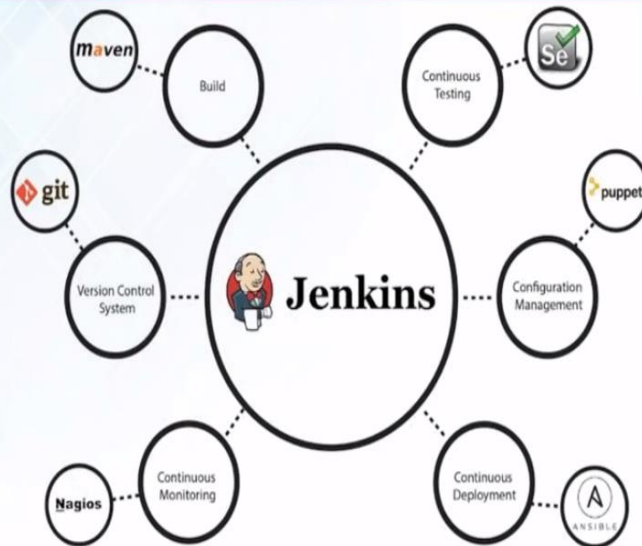 maven
Build
Continuous
Testing
Se
git
puppet
Version Control
System
Jenkins
Configuration
Management
Continuous
Monitoring
Nagios
Continuous
Deployment
A
ANSIBLE